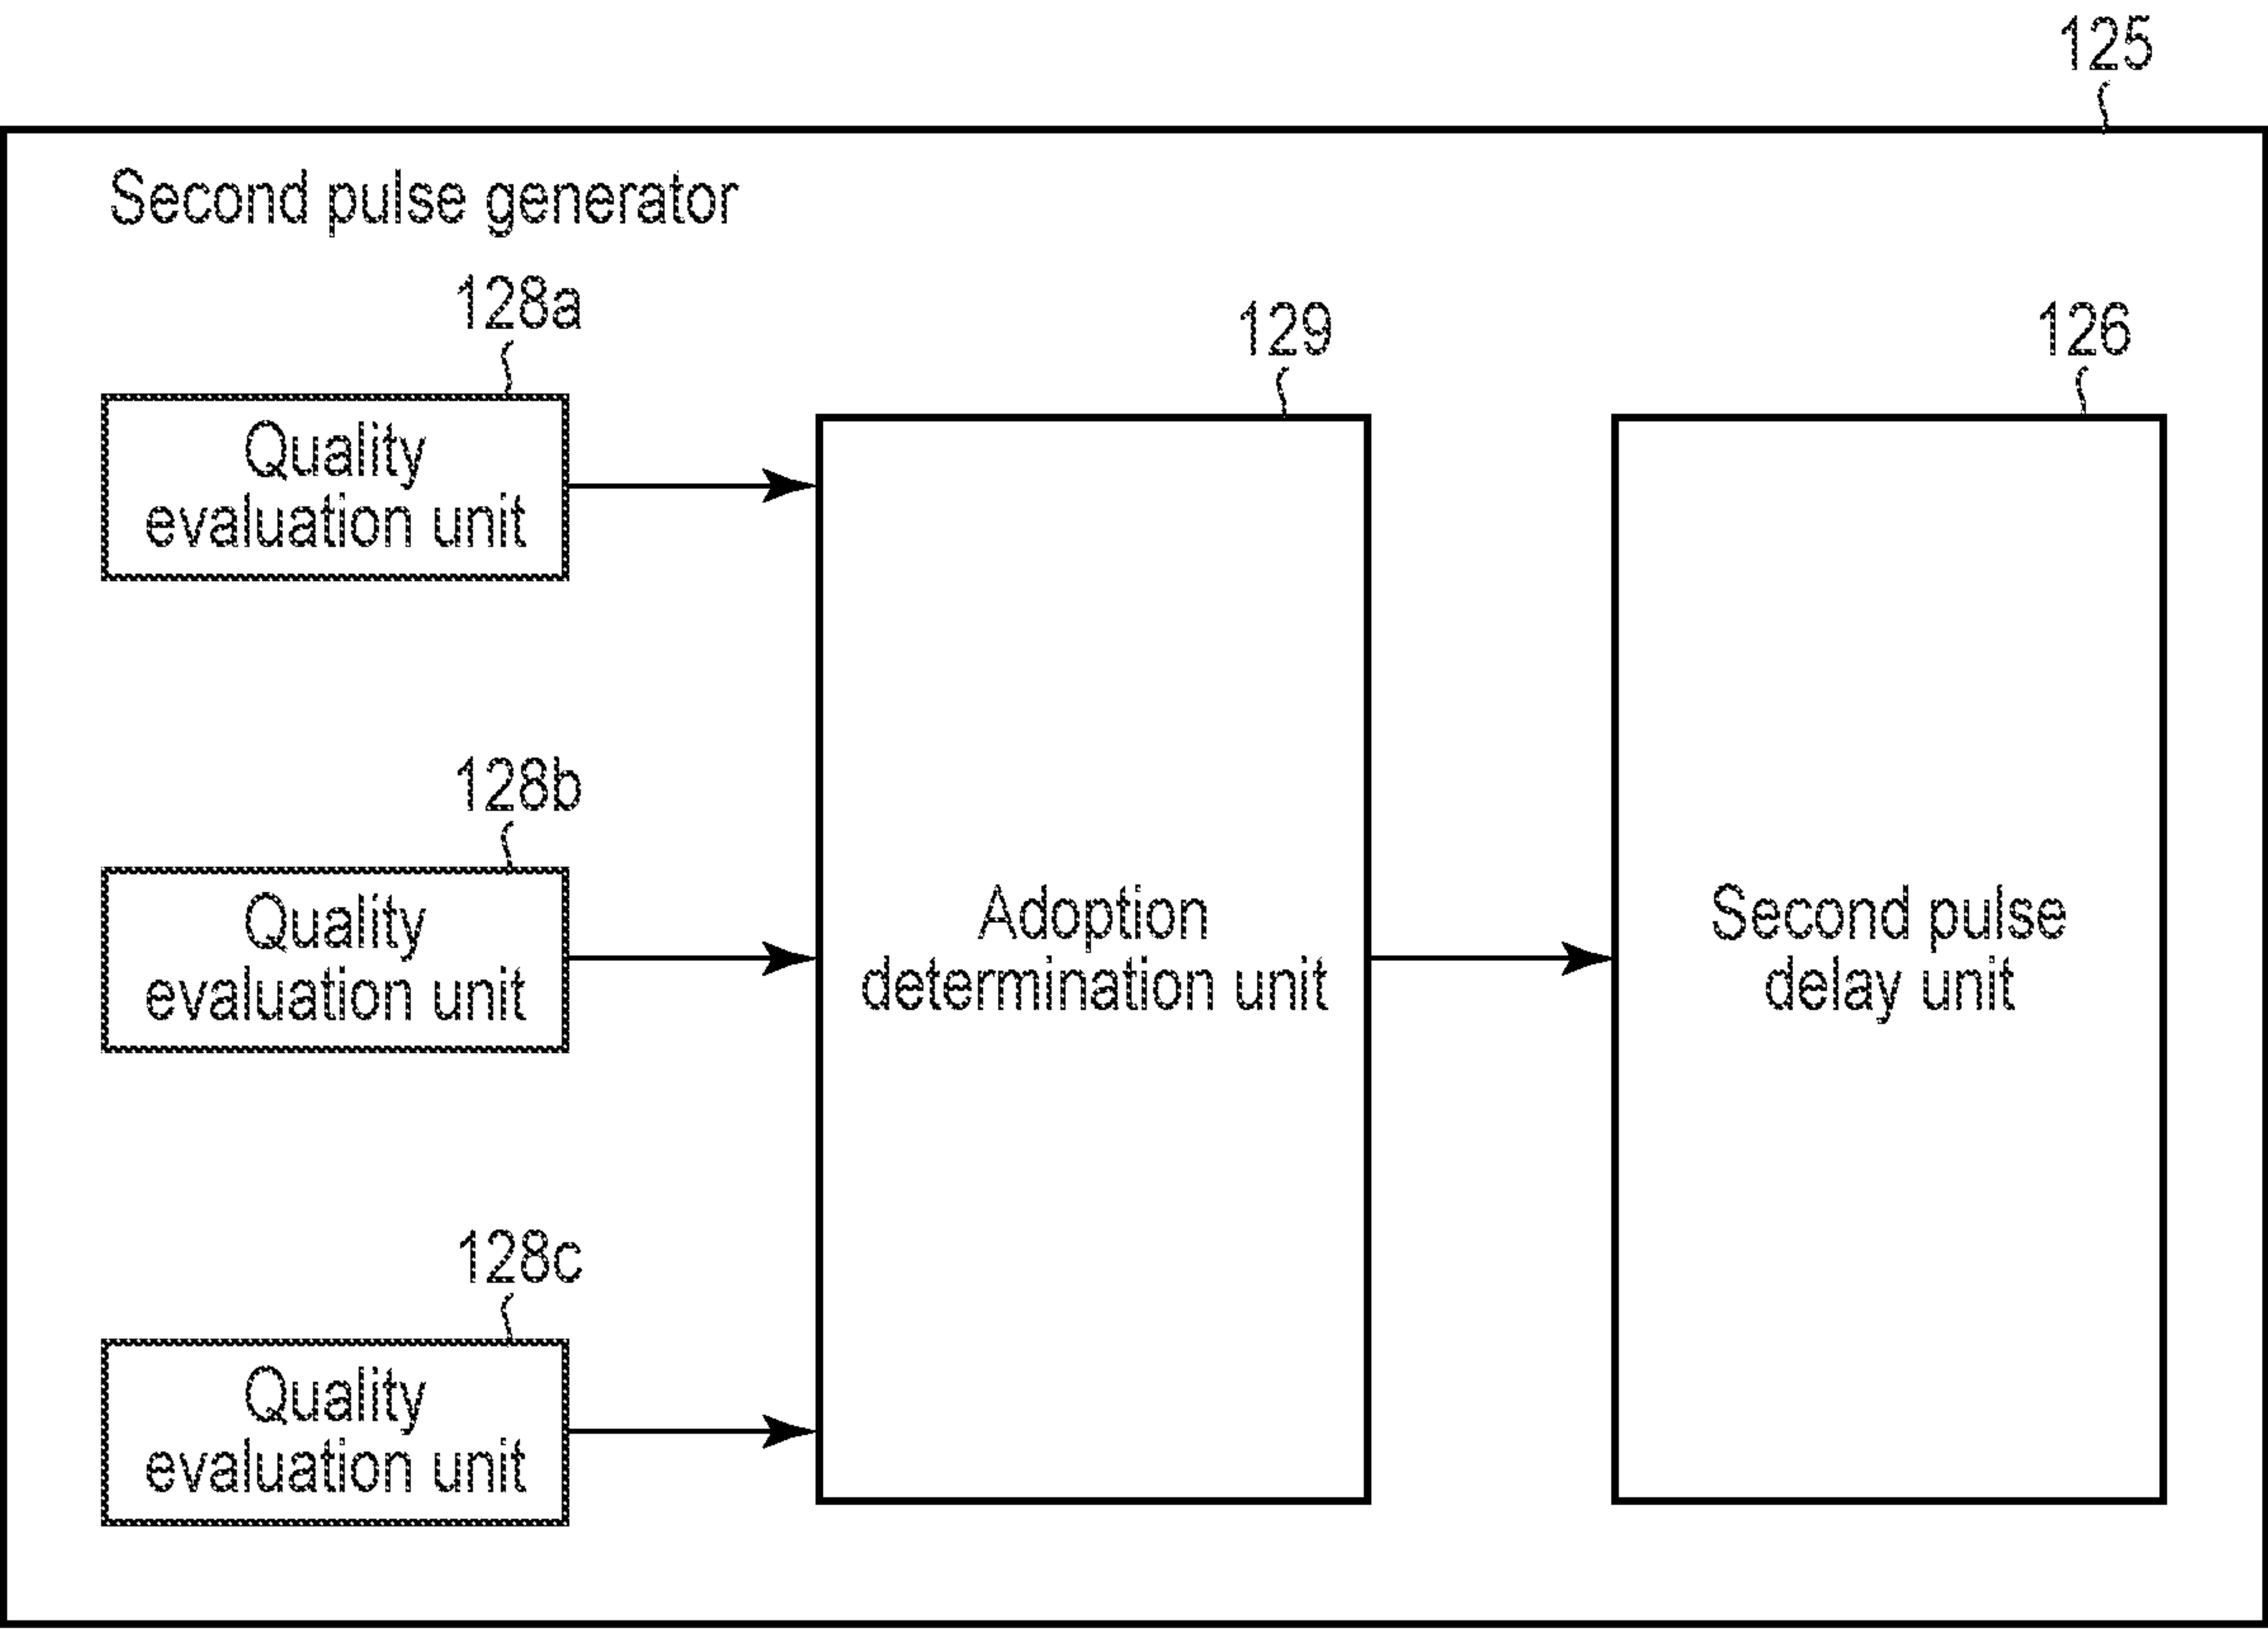 125
Second pulse generator
128a
129
126
Quality
evaluation unit
128b
Quality
evaluation unit
Adoption
determination unit
Second pulse
delay unit
128c
Quality
evaluation unit